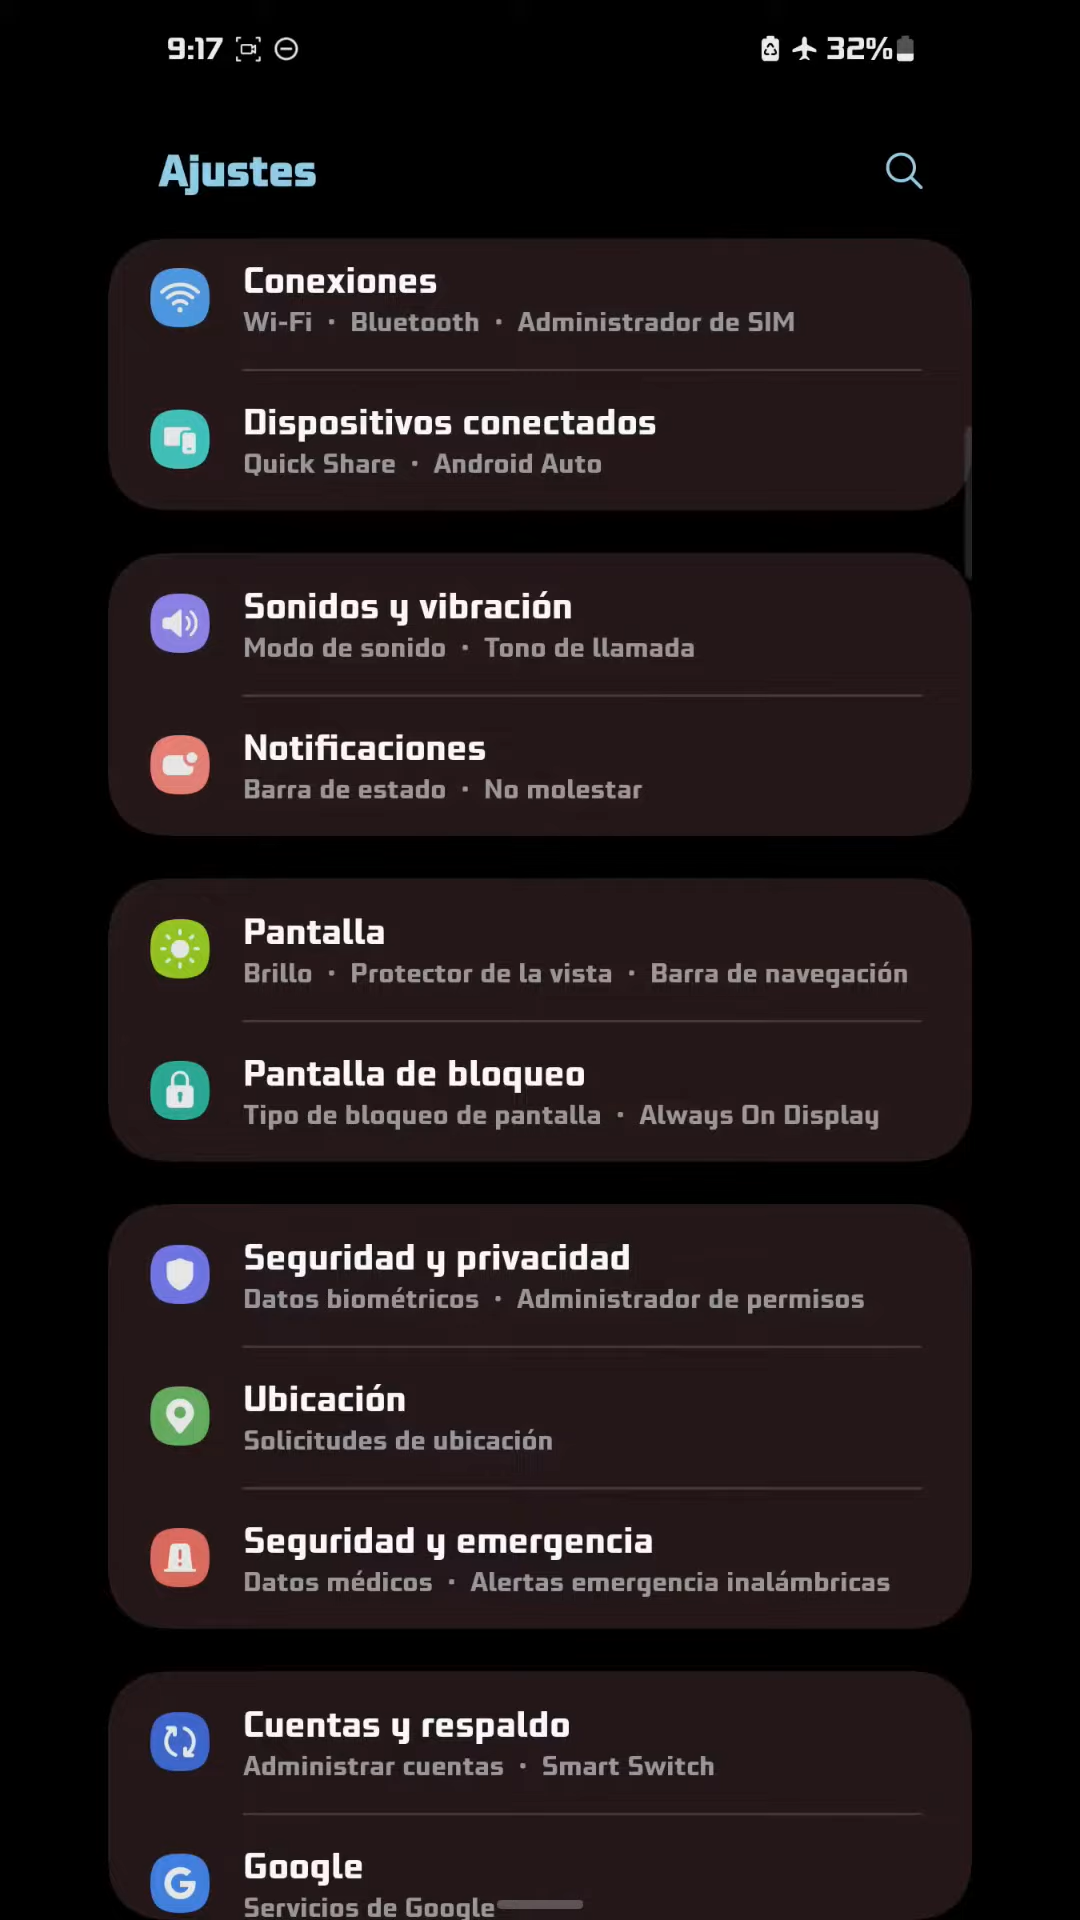 9:17
32%
Ajustes
Conexiones
Wi-Fi • Bluetooth • Administrador de SIM
Dispositivos conectados
Quick Share • Android Auto
Sonidos y vibración
Modo de sonido • Tono de llamada
Notificaciones
Barra de estado • No molestar
Pantalla
Brillo • Protector de la vista • Barra de navegación
Pantalla de bloqueo
Tipo de bloqueo de pantalla • Always On Display
Seguridad y privacidad
Datos biométricos • Administrador de permisos
Ubicación
Solicitudes de ubicación
Seguridad y emergencia
Datos médicos • Alertas emergencia inalámbricas
Cuentas y respaldo
Administrar cuentas • Smart Switch
Google
Servicios de Google